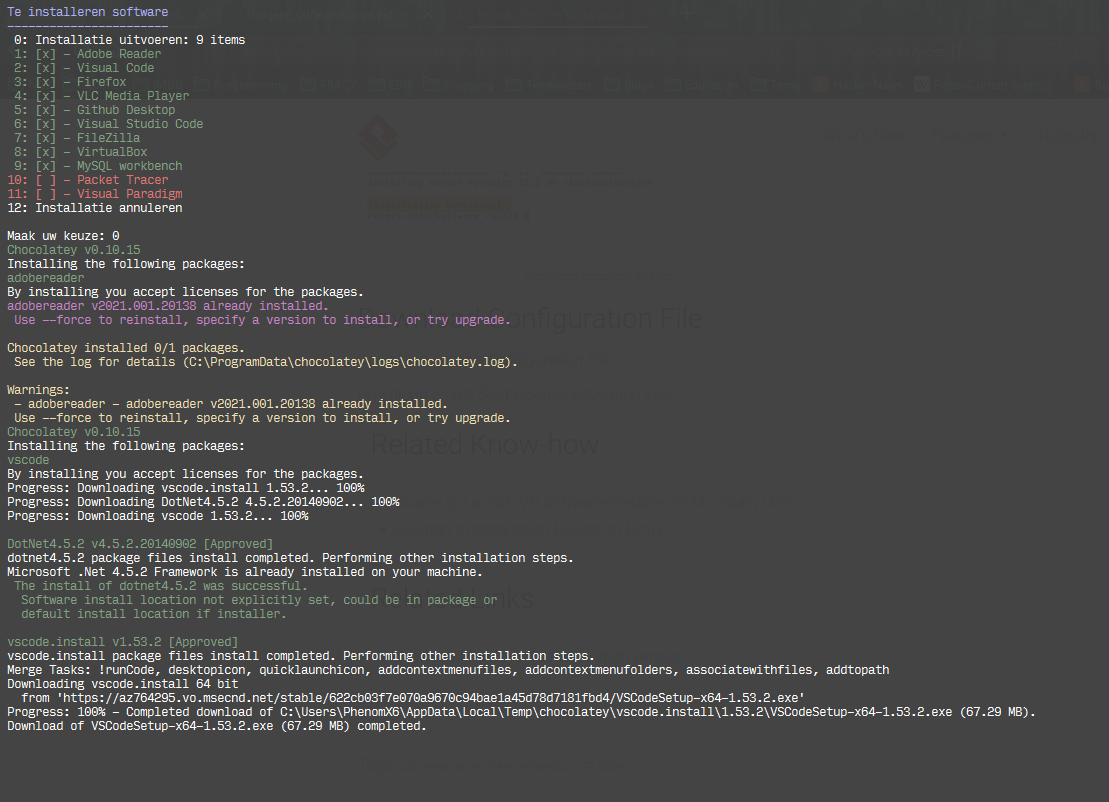 Te installeren software
-----------------------
0: Installatie uitvoeren: 9 items
1: [x] - Adobe Reader
2: [x] - Visual Code
3: [x] - Firefox
4: [x] - VLC Media Player
5: [x] - Github Desktop
6: [x] - Visual Studio Code
7: [x] - FileZilla
8: [x] - VirtualBox
9: [x] - MySQL workbench
10: [ ] - Packet Tracer
11: [ ] - Visual Paradigm
12: Installatie annuleren
Maak uw keuze: 0
Chocolatey v0.10.15
Installing the following packages:
adobereader
By installing you accept licenses for the packages.
adobereader v2021.001.20138 already installed.
Use --force to reinstall, specify a version to install, or try upgrade.
Configuration File
Chocolatey installed 0/1 packages.
See the log for details (C:\ProgramData\chocolatey\logs\chocolatey.log).
Warnings:
- adobereader - adobereader v2021.001.20138 already installed.
Use --force to reinstall, specify a version to install, or try upgrade.
Chocolatey v0.10.15
Installing the following packages:
Related Know-how
vscode
By installing you accept licenses for the packages.
Progress: Downloading vscode.install 1.53.2... 100%
Progress: Downloading DotNet4.5.2 4.5.2.20140902... 100%
Progress: Downloading vscode 1.53.2... 100%
DotNet4.5.2 v4.5.2.20140902 [Approved]
dotnet4.5.2 package files install completed. Performing other installation steps.
Microsoft .Net 4.5.2 Framework is already installed on your machine.
The install of dotnet4.5.2 was successful.
Software install location not explicitly set, could be in package or
default install location if installer.
vscode.install v1.53.2 [Approved]
vscode.install package files install completed. Performing other installation steps.
Merge Tasks: !runCode, desktopicon, quicklaunchicon, addcontextmenufiles, addcontextmenufolders, associatewithfiles, addtopath
Downloading vscode.install 64 bit
from 'https://az764295.vo.msecnd.net/stable/622cb03f7e070a9670c94bae1a45d78d7181fbd4/VSCodeSetup-x64-1.53.2.exe'
Progress: 100% - Completed download of C:\Users\PhenomX6\AppData\Local\Temp\chocolatey\vscode.install\1.53.2\VSCodeSetup-x64-1.53.2.exe (67.29 MB).
Download of VSCodeSetup-x64-1.53.2.exe (67.29 MB) completed.